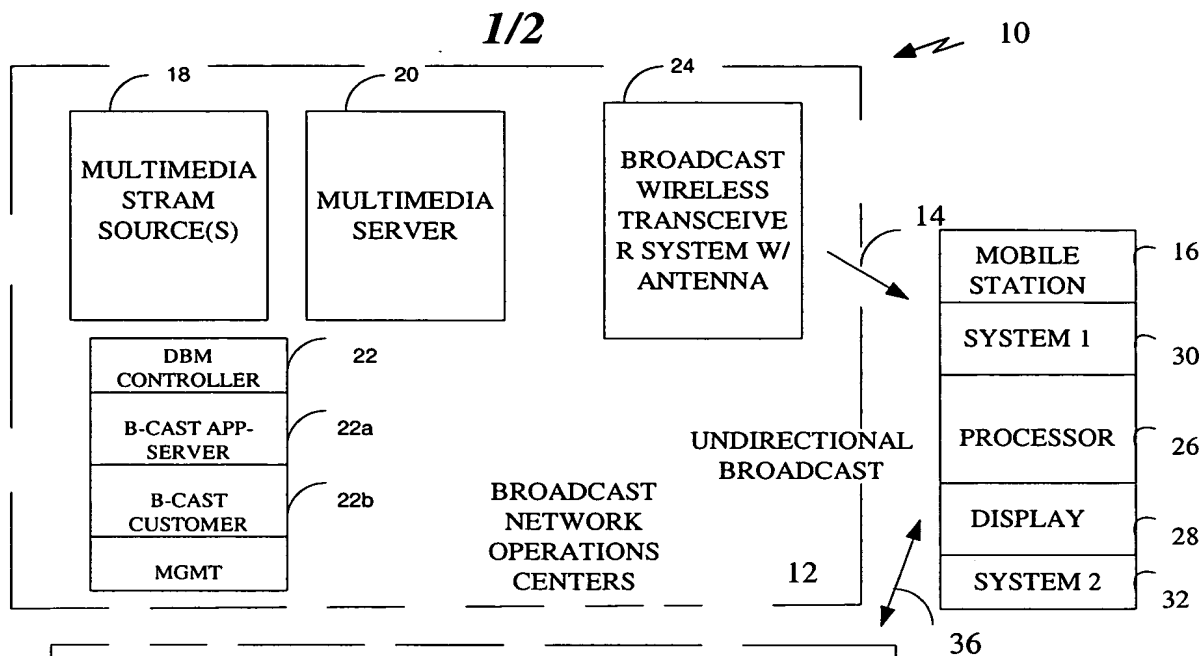 1/2
10
18
20
24
MULTIMEDIA
STRAM
SOURCE(S)
MULTIMEDIA
SERVER
BROADCAST
WIRELESS
TRANSCEIVE
R SYSTEM W/
ANTENNA
14
MOBILE
STATION
16
SYSTEM 1
30
PROCESSOR
26
DISPLAY
28
SYSTEM 2
32
DBM
CONTROLLER
22
B-CAST APP-
SERVER
22a
B-CAST
CUSTOMER
22b
MGMT
UNDIRECTIONAL
BROADCAST
BROADCAST
NETWORK
OPERATIONS
CENTERS
12
36